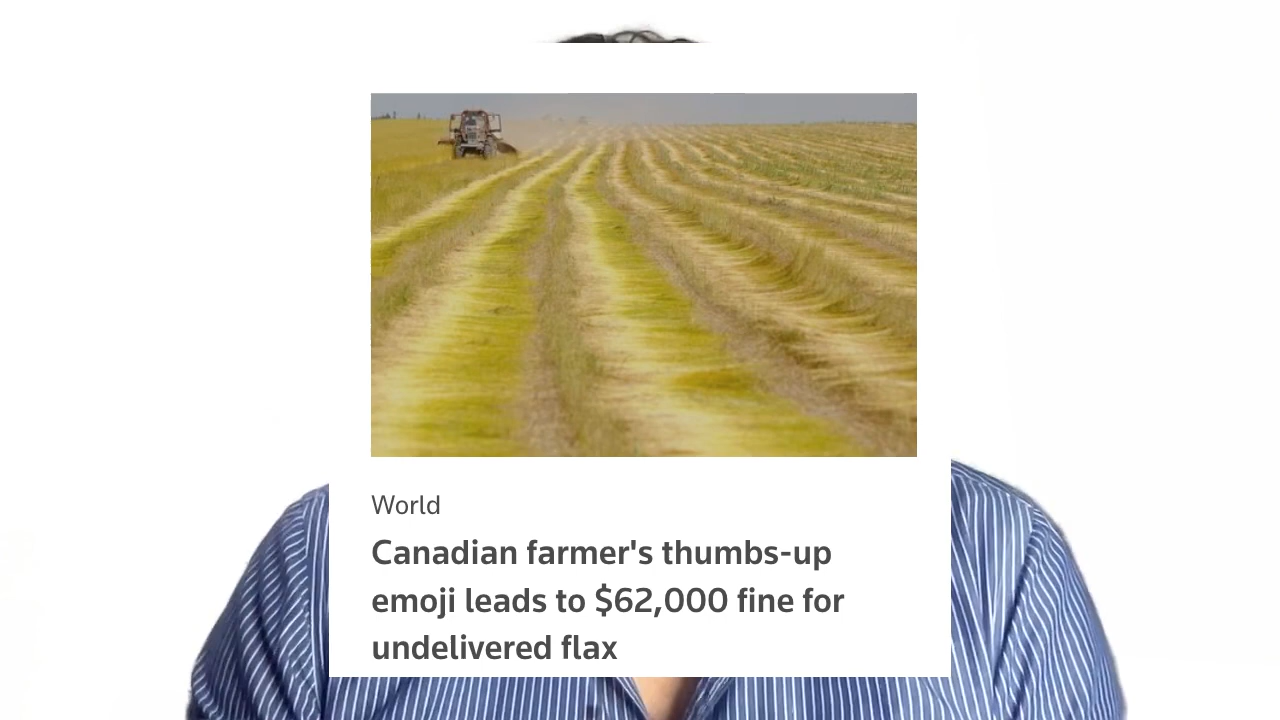 World
Canadian farmer's thumbs-up
emoji leads to $62,000 fine for
undelivered flax